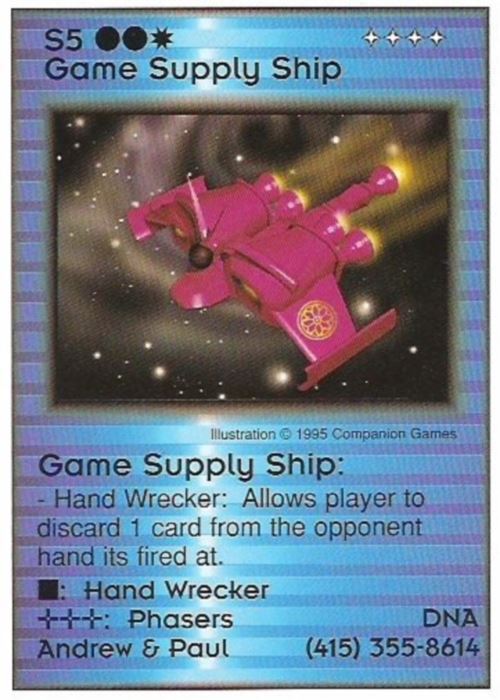 S5
Game Supply Ship
Illustration © 1995 Companion Games
Game Supply Ship:
- Hand Wrecker: Allows player to
discard 1 card from the opponent
hand its fired at.
■: Hand Wrecker
✢✢✢: Phasers
DNA
Andrew & Paul
(415) 355-8614